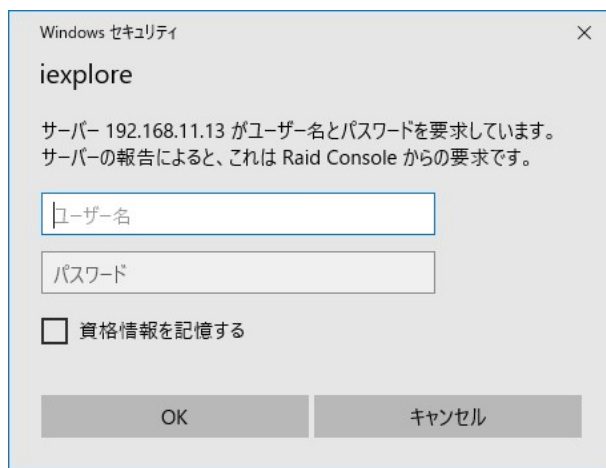 Windows セキュリティ
iexplore
サーバー 192.168.11.13 がユーザー名とパスワードを要求しています。
サーバーの報告によると、これは Raid Console からの要求です。
ユーザー名
パスワード
資格情報を記憶する
OK
キャンセル